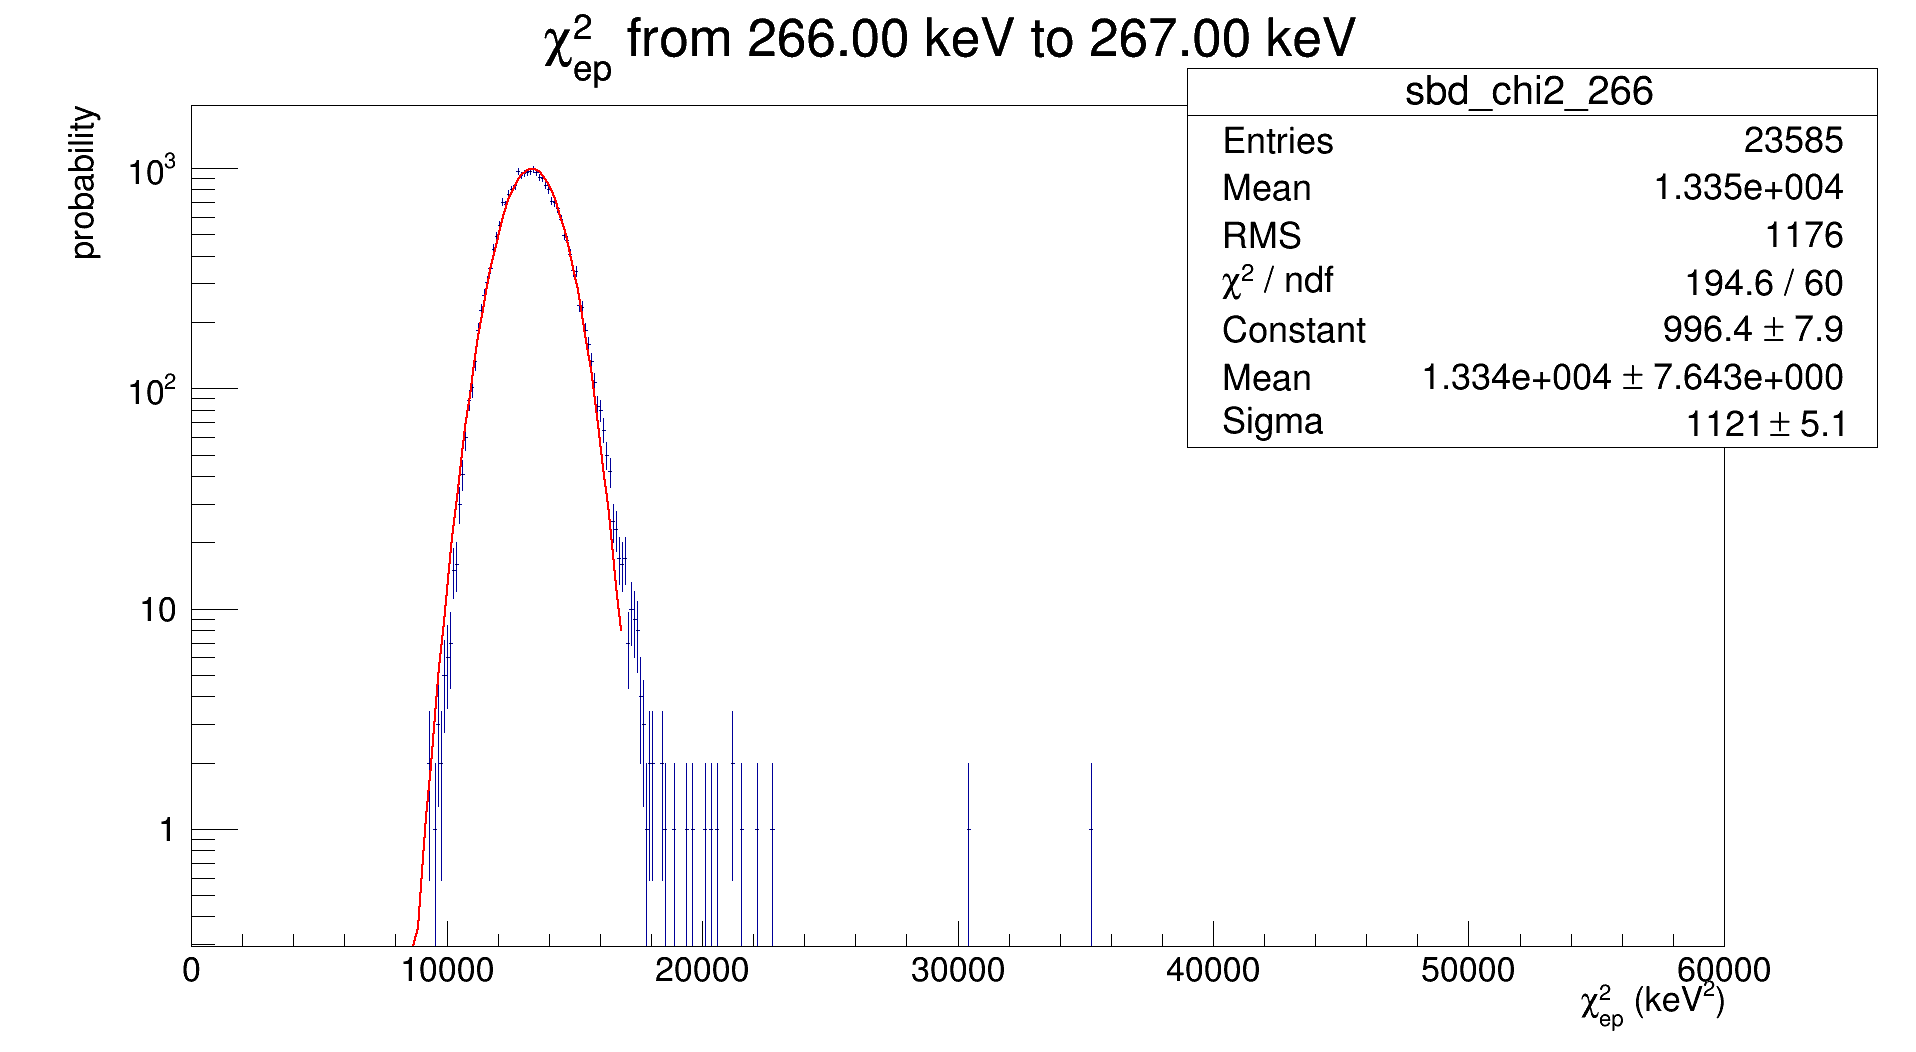 χ²ep from 266.00 keV to 267.00 keV
sbd_chi2_266
Entries 23585
Mean 1.335e+004
RMS 1176
χ² / ndf 194.6 / 60
Constant 996.4 ± 7.9
Mean 1.334e+004 ± 7.643e+000
Sigma 1121 ± 5.1
probability
10³
10²
10
1
0 10000 20000 30000 40000 50000 60000
χ²ep (keV²)